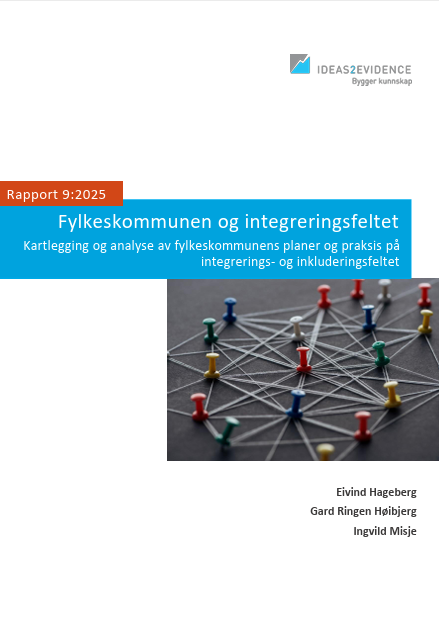 IDEAS2EVIDENCE
Bygger kunnskap
Rapport 9:2025
Fylkeskommunen og integreringsfeltet
Kartlegging og analyse av fylkeskommunens planer og praksis på
integrerings- og inkluderingsfeltet
Eivind Hageberg
Gard Ringen Høibjerg
Ingvild Misje